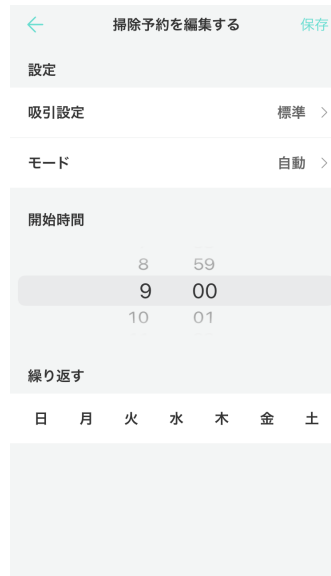 掃除予約を編集する 保存
設定
吸引設定 標準
モード 自動
開始時間
8 59
9 00
10 01
繰り返す
日 月 火 水 木 金 土